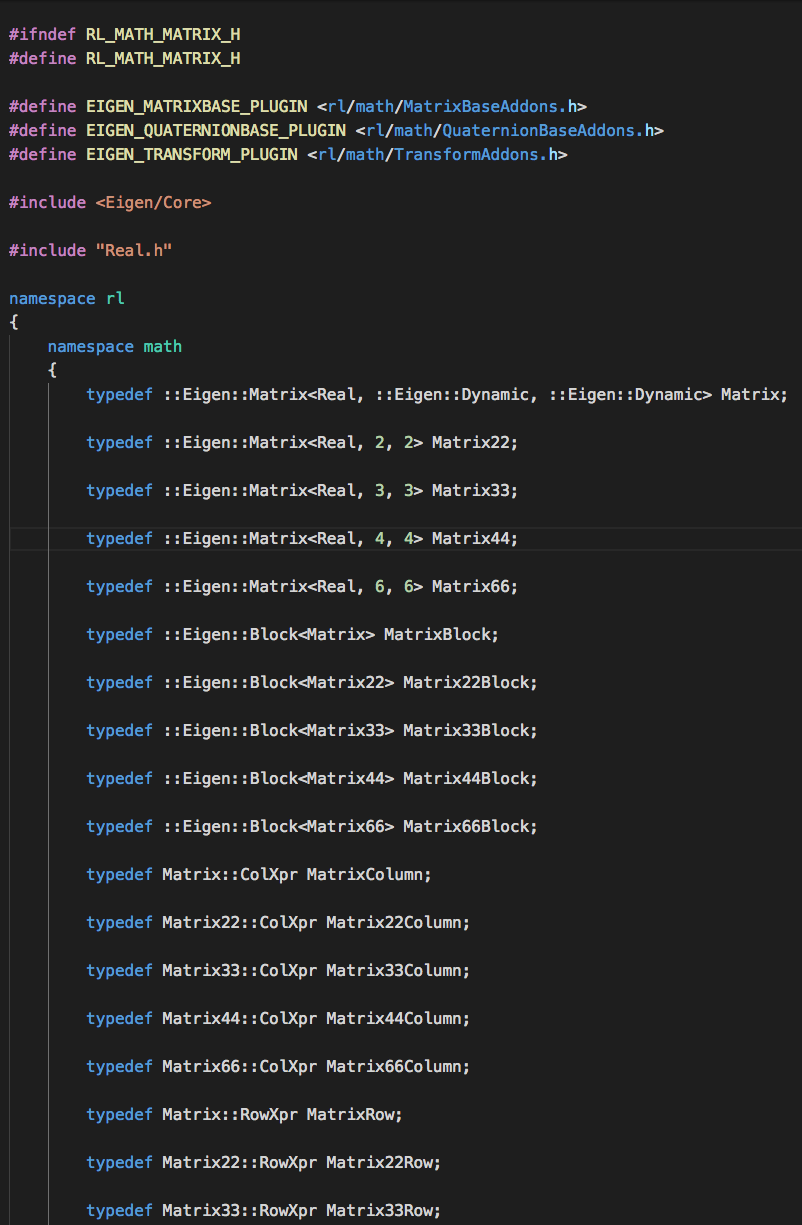 #ifndef RL_MATH_MATRIX_H
#define RL_MATH_MATRIX_H
#define EIGEN_MATRIXBASE_PLUGIN <rl/math/MatrixBaseAddons.h>
#define EIGEN_QUATERNIONBASE_PLUGIN <rl/math/QuaternionBaseAddons.h>
#define EIGEN_TRANSFORM_PLUGIN <rl/math/TransformAddons.h>
#include <Eigen/Core>
#include "Real.h"
namespace rl
{
namespace math
{
typedef ::Eigen::Matrix<Real, ::Eigen::Dynamic, ::Eigen::Dynamic> Matrix;
typedef ::Eigen::Matrix<Real, 2, 2> Matrix22;
typedef ::Eigen::Matrix<Real, 3, 3> Matrix33;
typedef ::Eigen::Matrix<Real, 4, 4> Matrix44;
typedef ::Eigen::Matrix<Real, 6, 6> Matrix66;
typedef ::Eigen::Block<Matrix> MatrixBlock;
typedef ::Eigen::Block<Matrix22> Matrix22Block;
typedef ::Eigen::Block<Matrix33> Matrix33Block;
typedef ::Eigen::Block<Matrix44> Matrix44Block;
typedef ::Eigen::Block<Matrix66> Matrix66Block;
typedef Matrix::ColXpr MatrixColumn;
typedef Matrix22::ColXpr Matrix22Column;
typedef Matrix33::ColXpr Matrix33Column;
typedef Matrix44::ColXpr Matrix44Column;
typedef Matrix66::ColXpr Matrix66Column;
typedef Matrix::RowXpr MatrixRow;
typedef Matrix22::RowXpr Matrix22Row;
typedef Matrix33::RowXpr Matrix33Row;